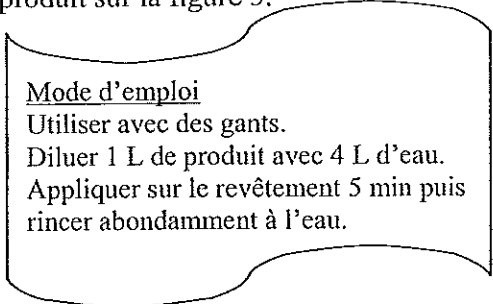 produit sur la figure 3.
Mode d'emploi
Utiliser avec des gants.
Diluer 1 L de produit avec 4 L d'eau.
Appliquer sur le revêtement 5 min puis
rincer abondamment à l'eau.